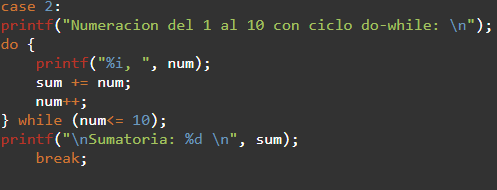 case 2:
printf("Numeracion del 1 al 10 con ciclo do-while: \n");
do {
    printf("%i, ", num);
    sum += num;
    num++;
} while (num<= 10);
printf("\nSumatoria: %d \n", sum);
    break;